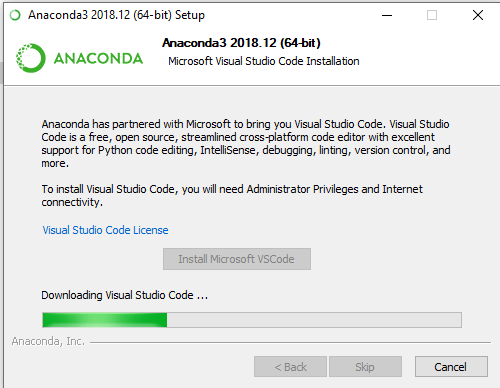 Anaconda3 2018.12 (64-bit) Setup
ANACONDA
Anaconda3 2018.12 (64-bit)
Microsoft Visual Studio Code Installation
Anaconda has partnered with Microsoft to bring you Visual Studio Code. Visual Studio
Code is a free, open source, streamlined cross-platform code editor with excellent
support for Python code editing, IntelliSense, debugging, linting, version control, and
more.
To install Visual Studio Code, you will need Administrator Privileges and Internet
connectivity.
Visual Studio Code License
Install Microsoft VSCode
Downloading Visual Studio Code ...
Anaconda, Inc.
< Back Skip Cancel